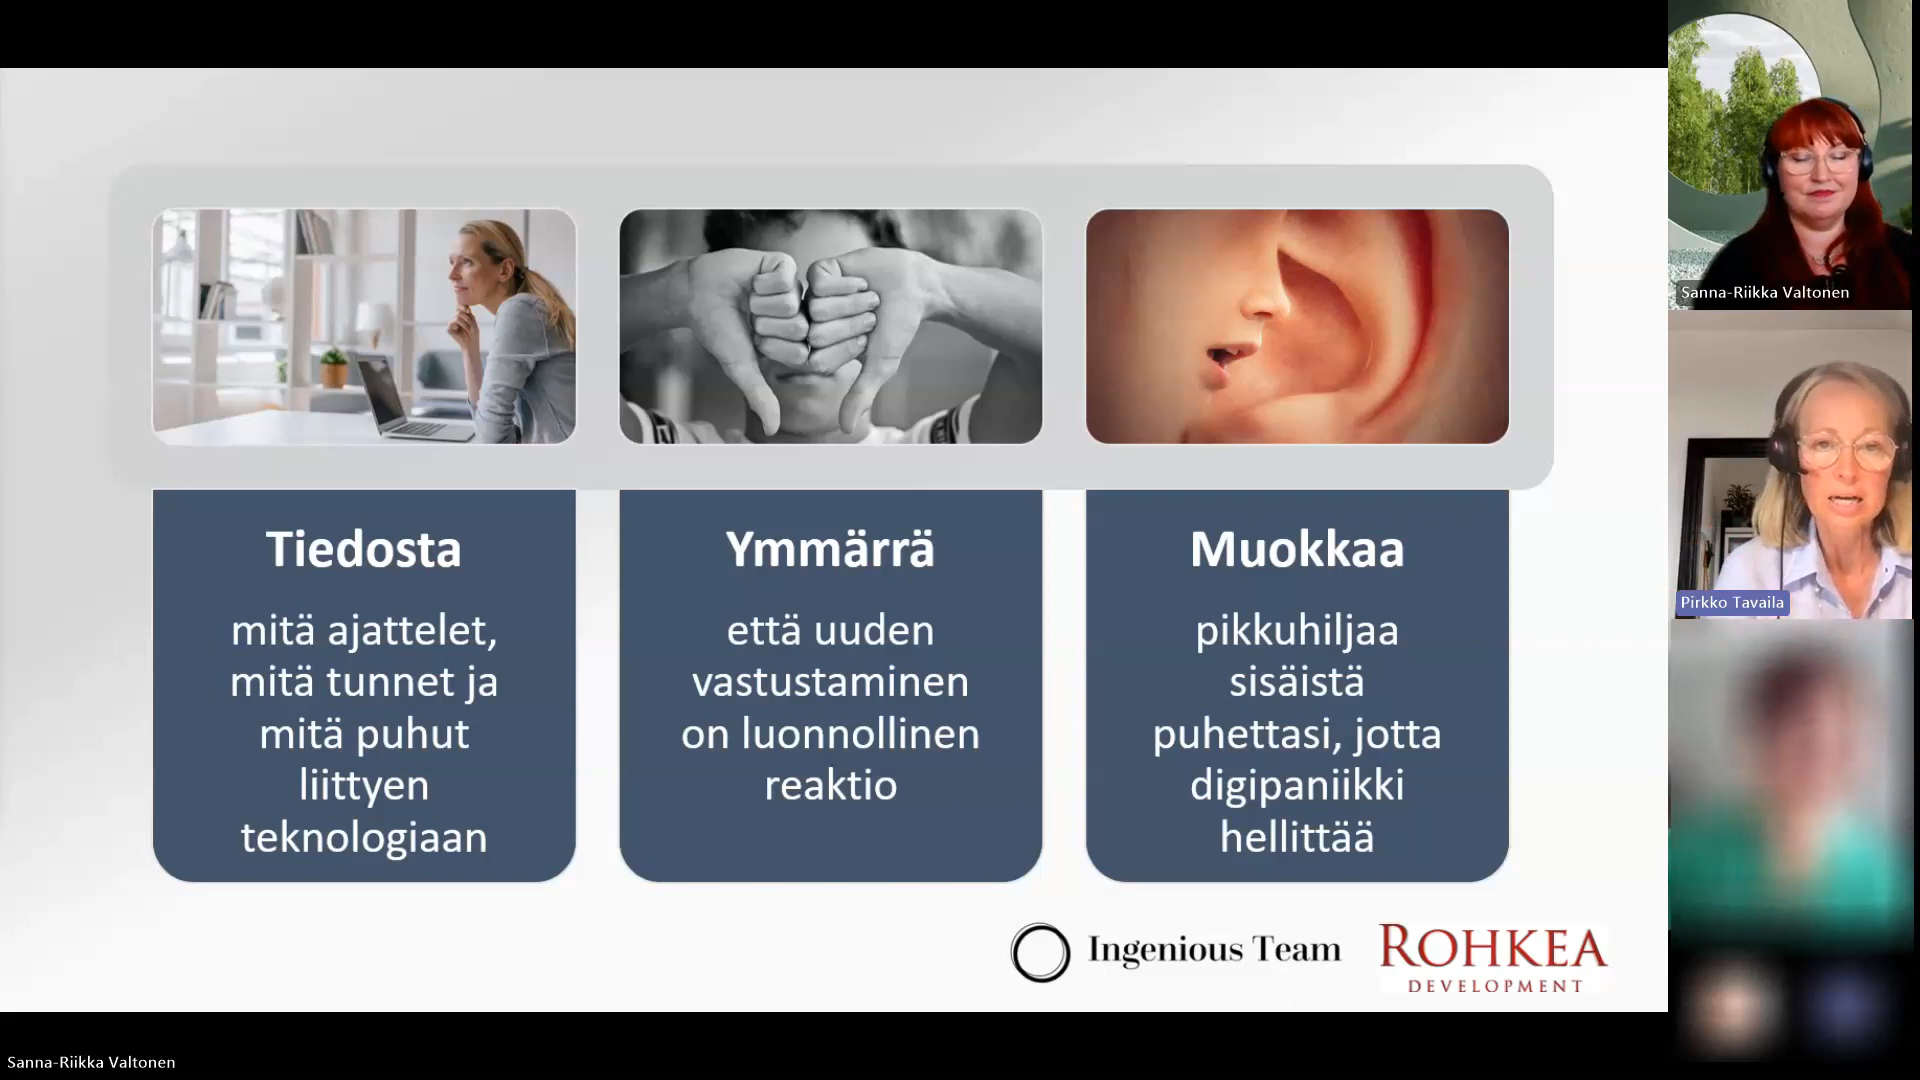 Tiedosta
mitä ajattelet,
mitä tunnet ja
mitä puhut
liittyen
teknologiaan
Ymmärrä
että uuden
vastustaminen
on luonnollinen
reaktio
Muokkaa
pikkuhiljaa
sisäistä
puhettasi, jotta
digipaniikki
hellittää
Ingenious Team
ROHKEA
DEVELOPMENT
Sanna-Riikka Valtonen
Pirkko Tavaila
Sanna-Riikka Valtonen